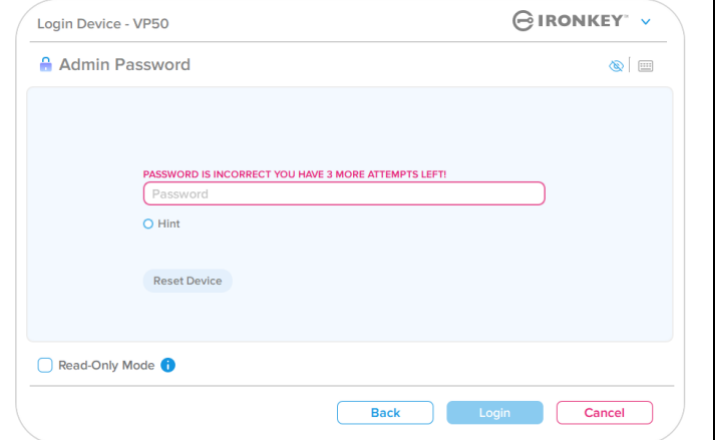 Login Device - VP50
IRONKEY™
Admin Password
PASSWORD IS INCORRECT YOU HAVE 3 MORE ATTEMPTS LEFT!
Password
Hint
Reset Device
Read-Only Mode
Back
Login
Cancel